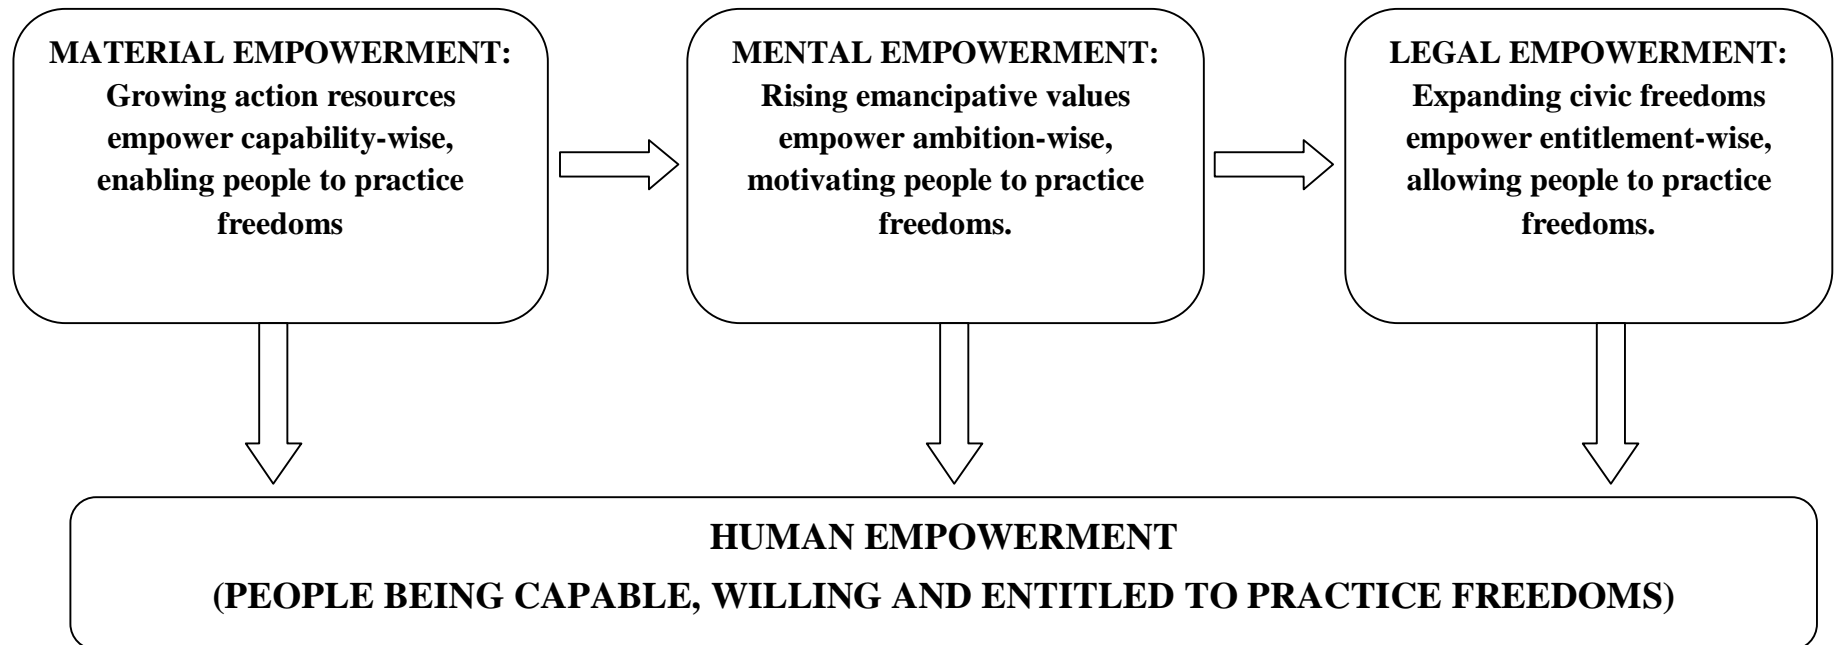 MATERIAL EMPOWERMENT:
Growing action resources
empower capability-wise,
enabling people to practice
freedoms
MENTAL EMPOWERMENT:
Rising emancipative values
empower ambition-wise,
motivating people to practice
freedoms.
LEGAL EMPOWERMENT:
Expanding civic freedoms
empower entitlement-wise,
allowing people to practice
freedoms.
HUMAN EMPOWERMENT
(PEOPLE BEING CAPABLE, WILLING AND ENTITLED TO PRACTICE FREEDOMS)